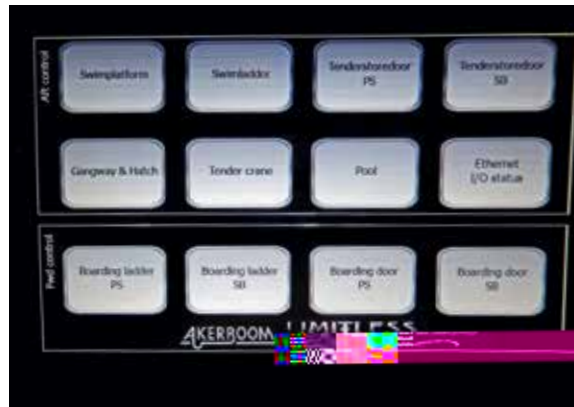 Aft control
Swimplatform
Swimladder
Tenderstoredoor
PS
Tenderstoredoor
SB
Gangway & Hatch
Tender crane
Pool
Ethernet
I/O status
Fwd control
Boarding ladder
PS
Boarding ladder
SB
Boarding door
PS
Boarding door
SB
AKERBOOM LIMITLESS